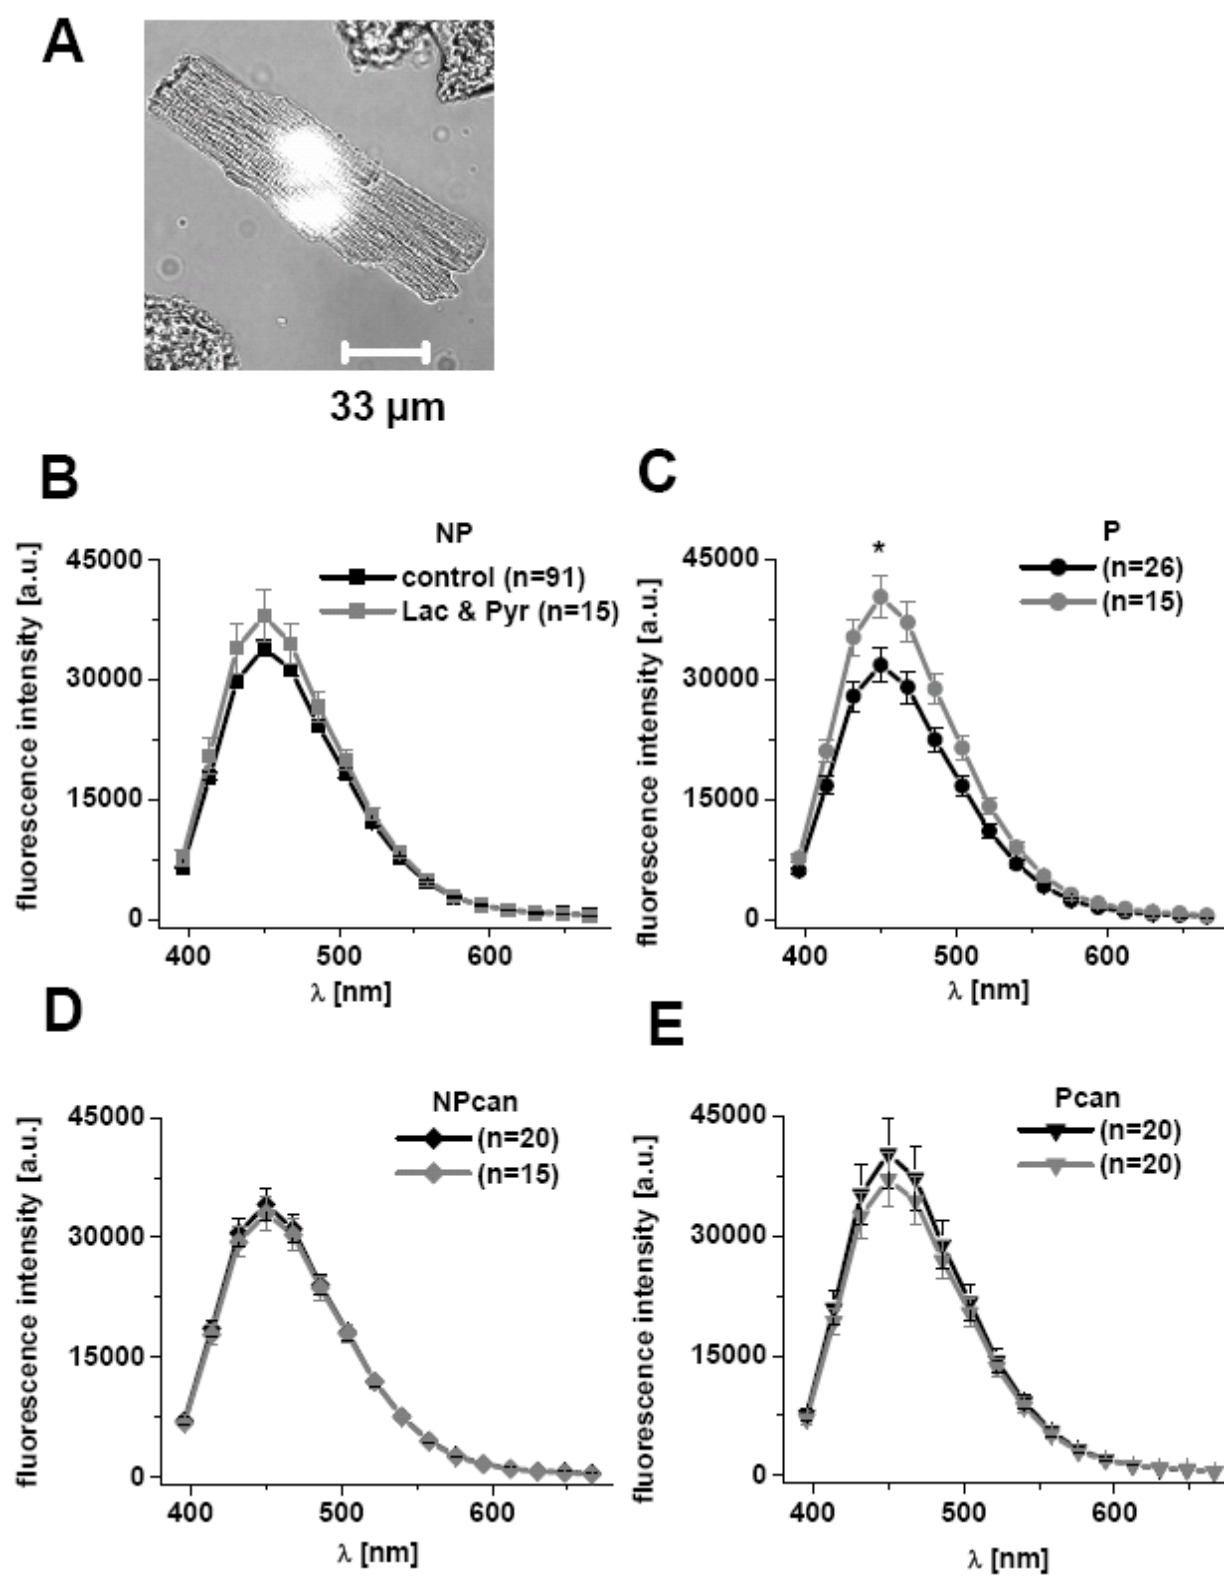 A
33 µm
B
NP
control (n=91)
Lac & Pyr (n=15)
fluorescence intensity [a.u.]
45000
30000
15000
0
400
500
600
λ [nm]
C
*
P
(n=26)
(n=15)
fluorescence intensity [a.u.]
45000
30000
15000
0
400
500
600
λ [nm]
D
NPcan
(n=20)
(n=15)
fluorescence intensity [a.u.]
45000
30000
15000
0
400
500
600
λ [nm]
E
Pcan
(n=20)
(n=20)
fluorescence intensity [a.u.]
45000
30000
15000
0
400
500
600
λ [nm]